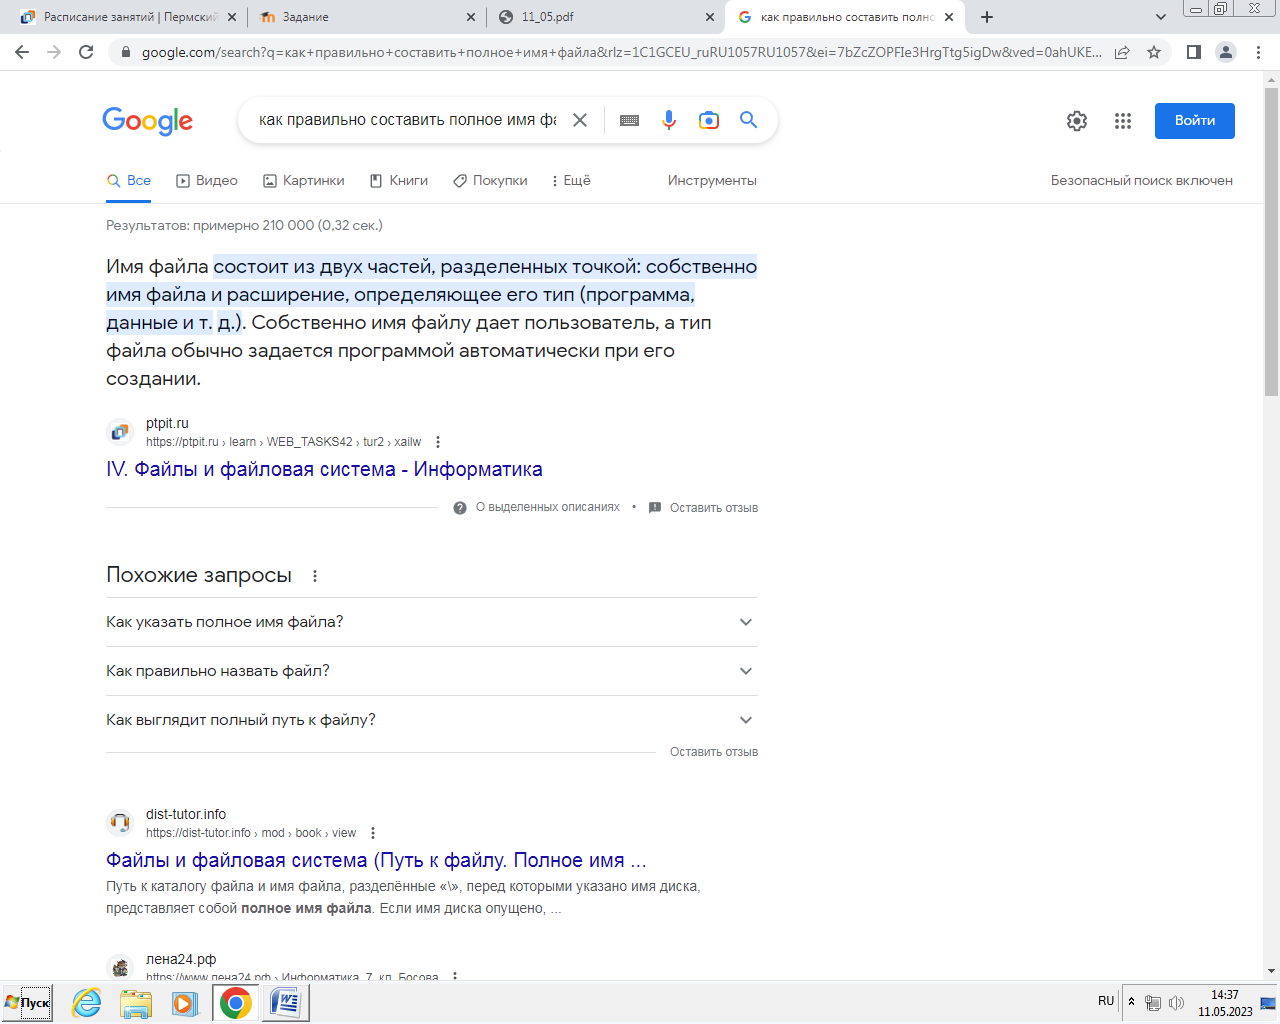 Расписание занятий | Пермский
Задание
11_05.pdf
как правильно составить полно
google.com/search?q=как+правильно+составить+полное+имя+файла&rlz=1C1GCEU_ruRU1057RU1057&ei=7bZcZOPFIe3HrgTtg5igDw&ved=0ahUKE...
Google
как правильно составить полное имя фа
Войти
Все
Видео
Картинки
Книги
Покупки
Ещё
Инструменты
Безопасный поиск включен
Результатов: примерно 210 000 (0,32 сек.)
Имя файла состоит из двух частей, разделенных точкой: собственно
имя файла и расширение, определяющее его тип (программа,
данные и т. д.). Собственно имя файлу дает пользователь, а тип
файла обычно задается программой автоматически при его
создании.
ptpit.ru
https://ptpit.ru › learn › WEB_TASKS42 › tur2 › xailw
IV. Файлы и файловая система - Информатика
О выделенных описаниях • Оставить отзыв
Похожие запросы
Как указать полное имя файла?
Как правильно назвать файл?
Как выглядит полный путь к файлу?
Оставить отзыв
dist-tutor.info
https://dist-tutor.info › mod › book › view
Файлы и файловая система (Путь к файлу. Полное имя ...
Путь к каталогу файла и имя файла, разделённые «\», перед которыми указано имя диска,
представляет собой полное имя файла. Если имя диска опущено, ...
лена24.рф
https://www.лена24.рф › Информатика_7_кл_Босова
Пуск
RU
14:37
11.05.2023